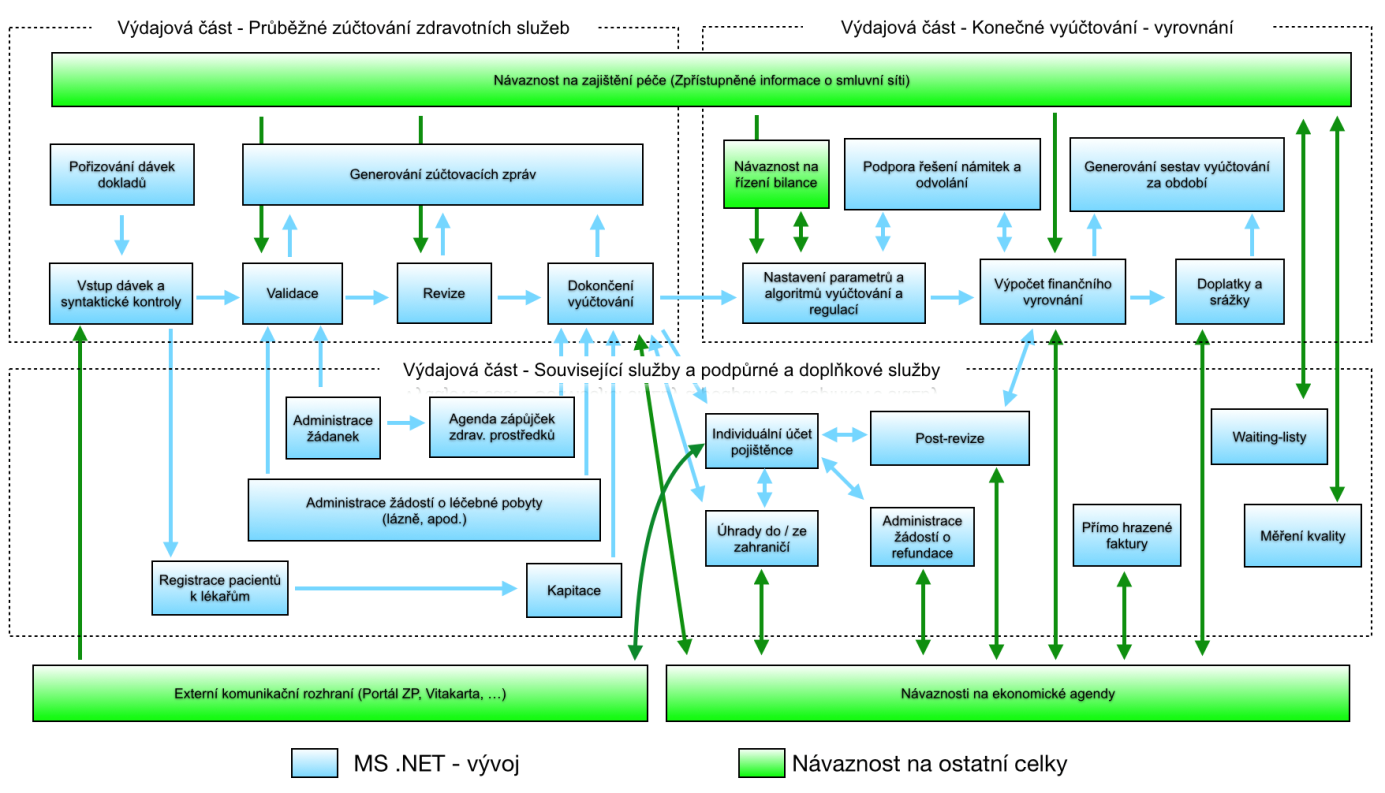 Výdajová část - Průběžné zúčtování zdravotních služeb
Výdajová část - Konečné vyúčtování - vyrovnání
Návaznost na zajištění péče (Zpřístupněné informace o smluvní síti)
Pořizování dávek
dokladů
Generování zúčtovacích zpráv
Návaznost na
řízení bilance
Podpora řešení námitek a
odvolání
Generování sestav vyúčtování
za období
Vstup dávek a
syntaktické kontroly
Validace
Revize
Dokončení
vyúčtování
Nastavení parametrů a
algoritmů vyúčtování a
regulací
Výpočet finančního
vyrovnání
Doplatky a
srážky
Výdajová část - Související služby a podpůrné a doplňkové služby
Administrace
žádanek
Agenda zápůjček
zdrav. prostředků
Individuální účet
pojištěnce
Post-revize
Waiting-listy
Administrace žádostí o léčebné pobyty
(lázně, apod.)
Úhrady do / ze
zahraničí
Administrace
žádostí o
refundace
Přímo hrazené
faktury
Měření kvality
Registrace pacientů
k lékařům
Kapitace
Externí komunikační rozhraní (Portál ZP, Vitakarta, …)
Návaznosti na ekonomické agendy
MS .NET - vývoj
Návaznost na ostatní celky